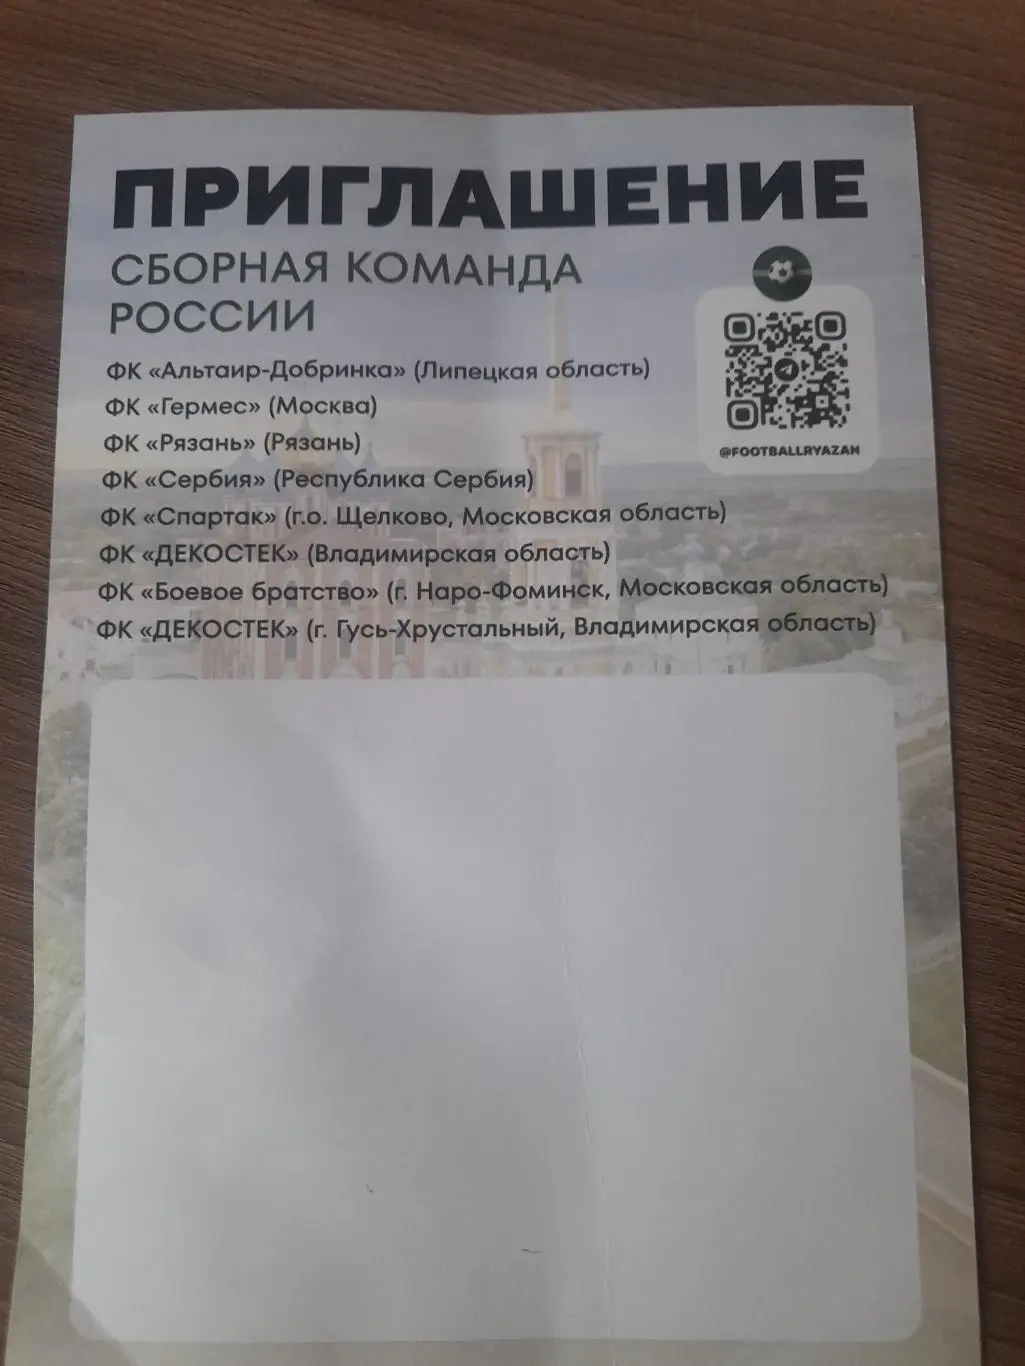 ПРИГЛАШЕНИЕ
СБОРНАЯ КОМАНДА
РОССИИ
ФК «Альтаир-Добринка» (Липецкая область)
ФК «Гермес» (Москва)
ФК «Рязань» (Рязань)
ФК «Сербия» (Республика Сербия)
ФК «Спартак» (г.о. Щелково, Московская область)
ФК «ДЕКОСТЕК» (Владимирская область)
ФК «Боевое братство» (г. Наро-Фоминск, Московская область)
ФК «ДЕКОСТЕК» (г. Гусь-Хрустальный, Владимирская область)
@FOOTBALLRYAZAN